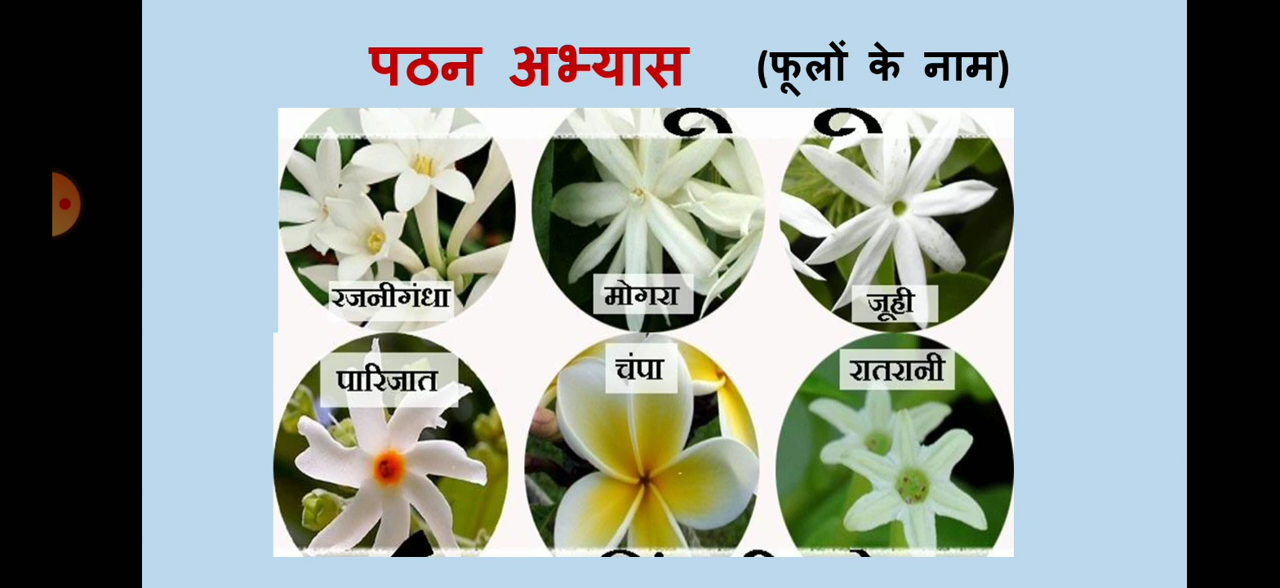 पठन अभ्यास (फूलों के नाम)
रजनीगंधा मोगरा जूही
पारिजात चंपा रातरानी